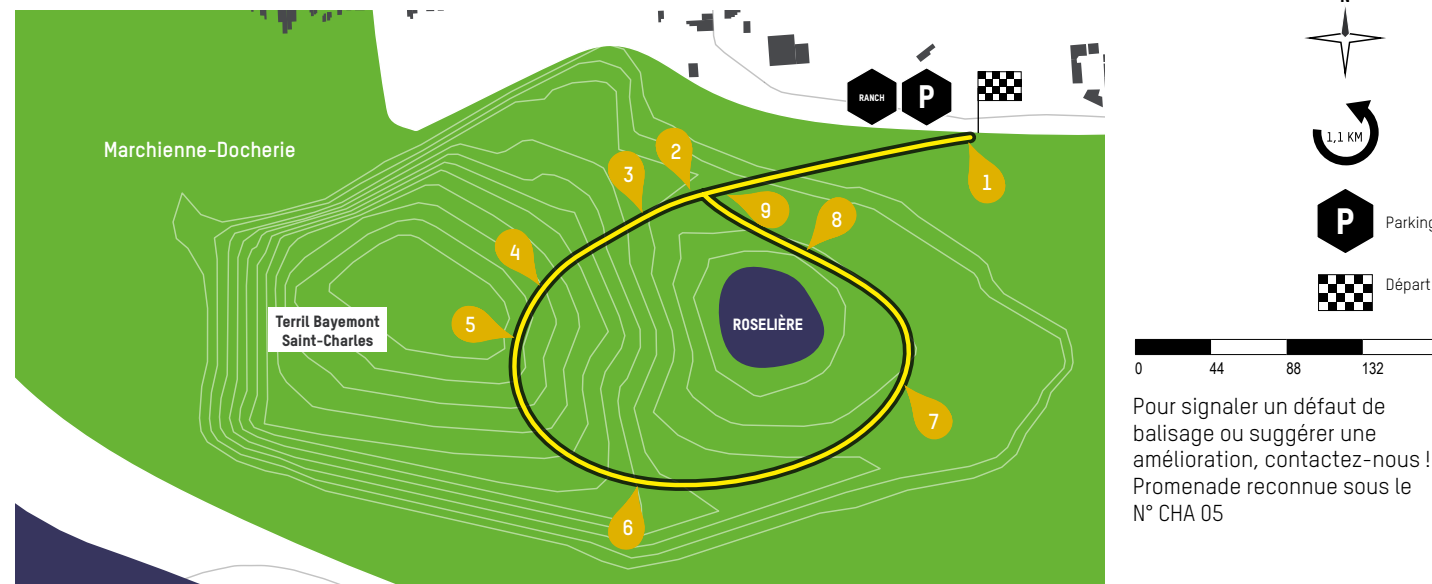 N
RANCH
P
Marchienne-Docherie
1
2
3
4
5
6
7
8
9
Terril Bayemont
Saint-Charles
ROSELIÈRE
1,1 KM
P
Parking
Départ
0 44 88 132
Pour signaler un défaut de
balisage ou suggérer une
amélioration, contactez-nous !
Promenade reconnue sous le
N° CHA 05